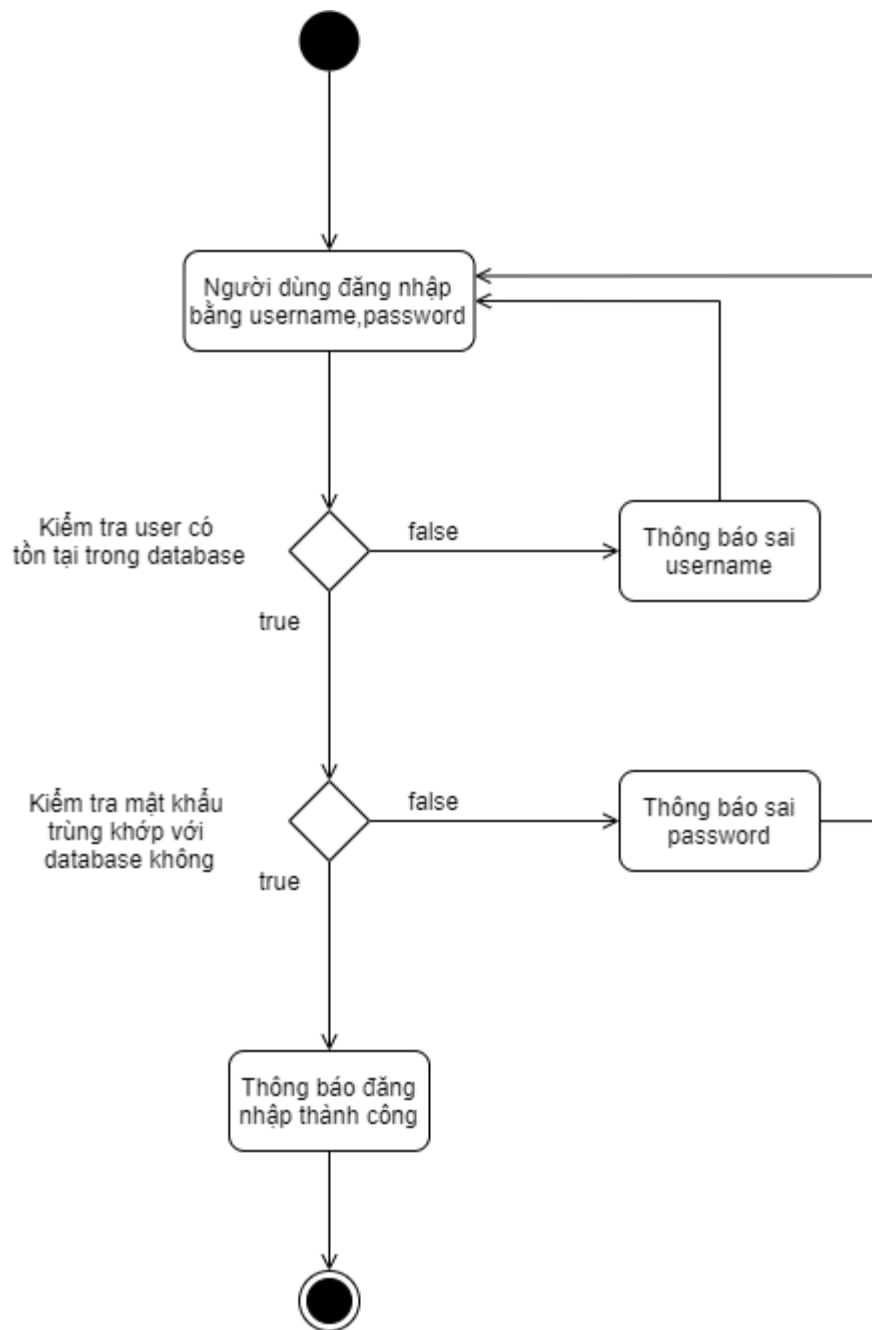 Người dùng đăng nhập
bằng username,password
Kiểm tra user có
tồn tại trong database
false
Thông báo sai
username
true
Kiểm tra mật khẩu
trùng khớp với
database không
false
Thông báo sai
password
true
Thông báo đăng
nhập thành công